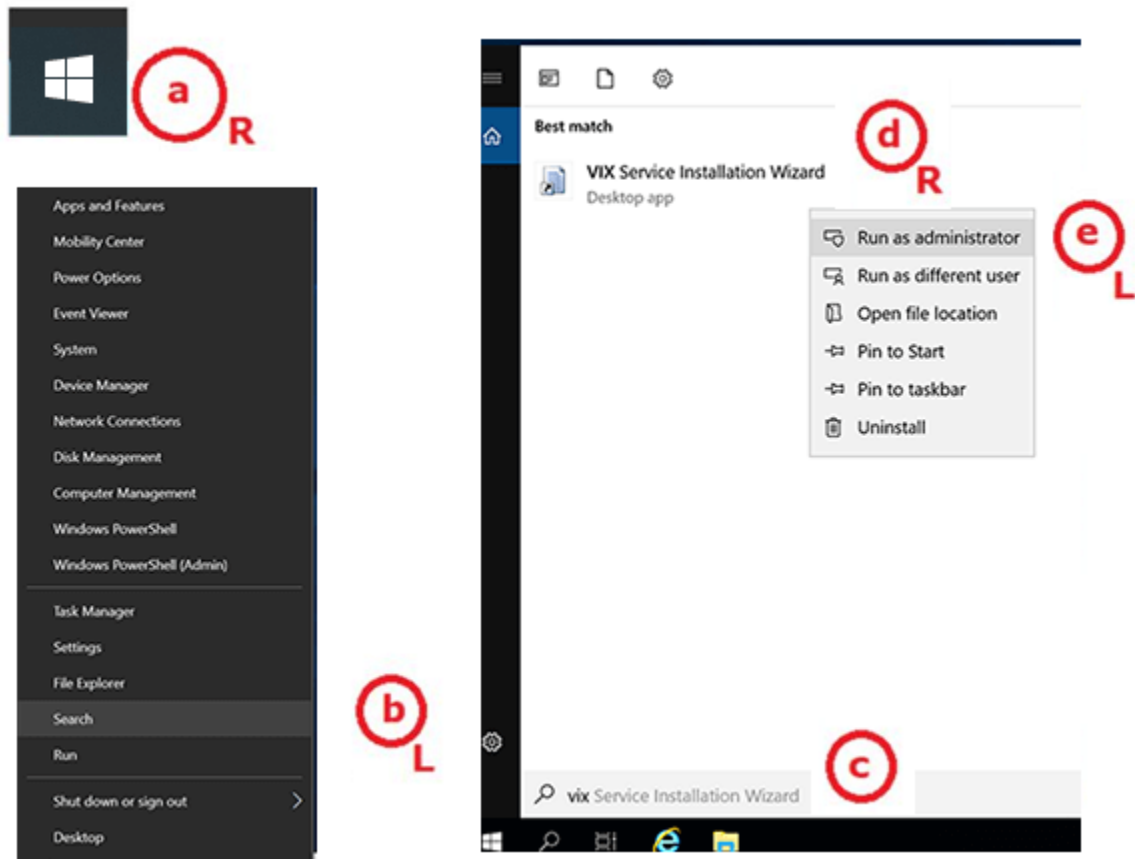 a
R
Apps and Features
Mobility Center
Power Options
Event Viewer
System
Device Manager
Network Connections
Disk Management
Computer Management
Windows PowerShell
Windows PowerShell (Admin)
Task Manager
Settings
File Explorer
Search
Run
Shut down or sign out
Desktop
b
L
Best match
VIX Service Installation Wizard
Desktop app
d
R
Run as administrator
Run as different user
Open file location
Pin to Start
Pin to taskbar
Uninstall
e
L
c
vix Service Installation Wizard